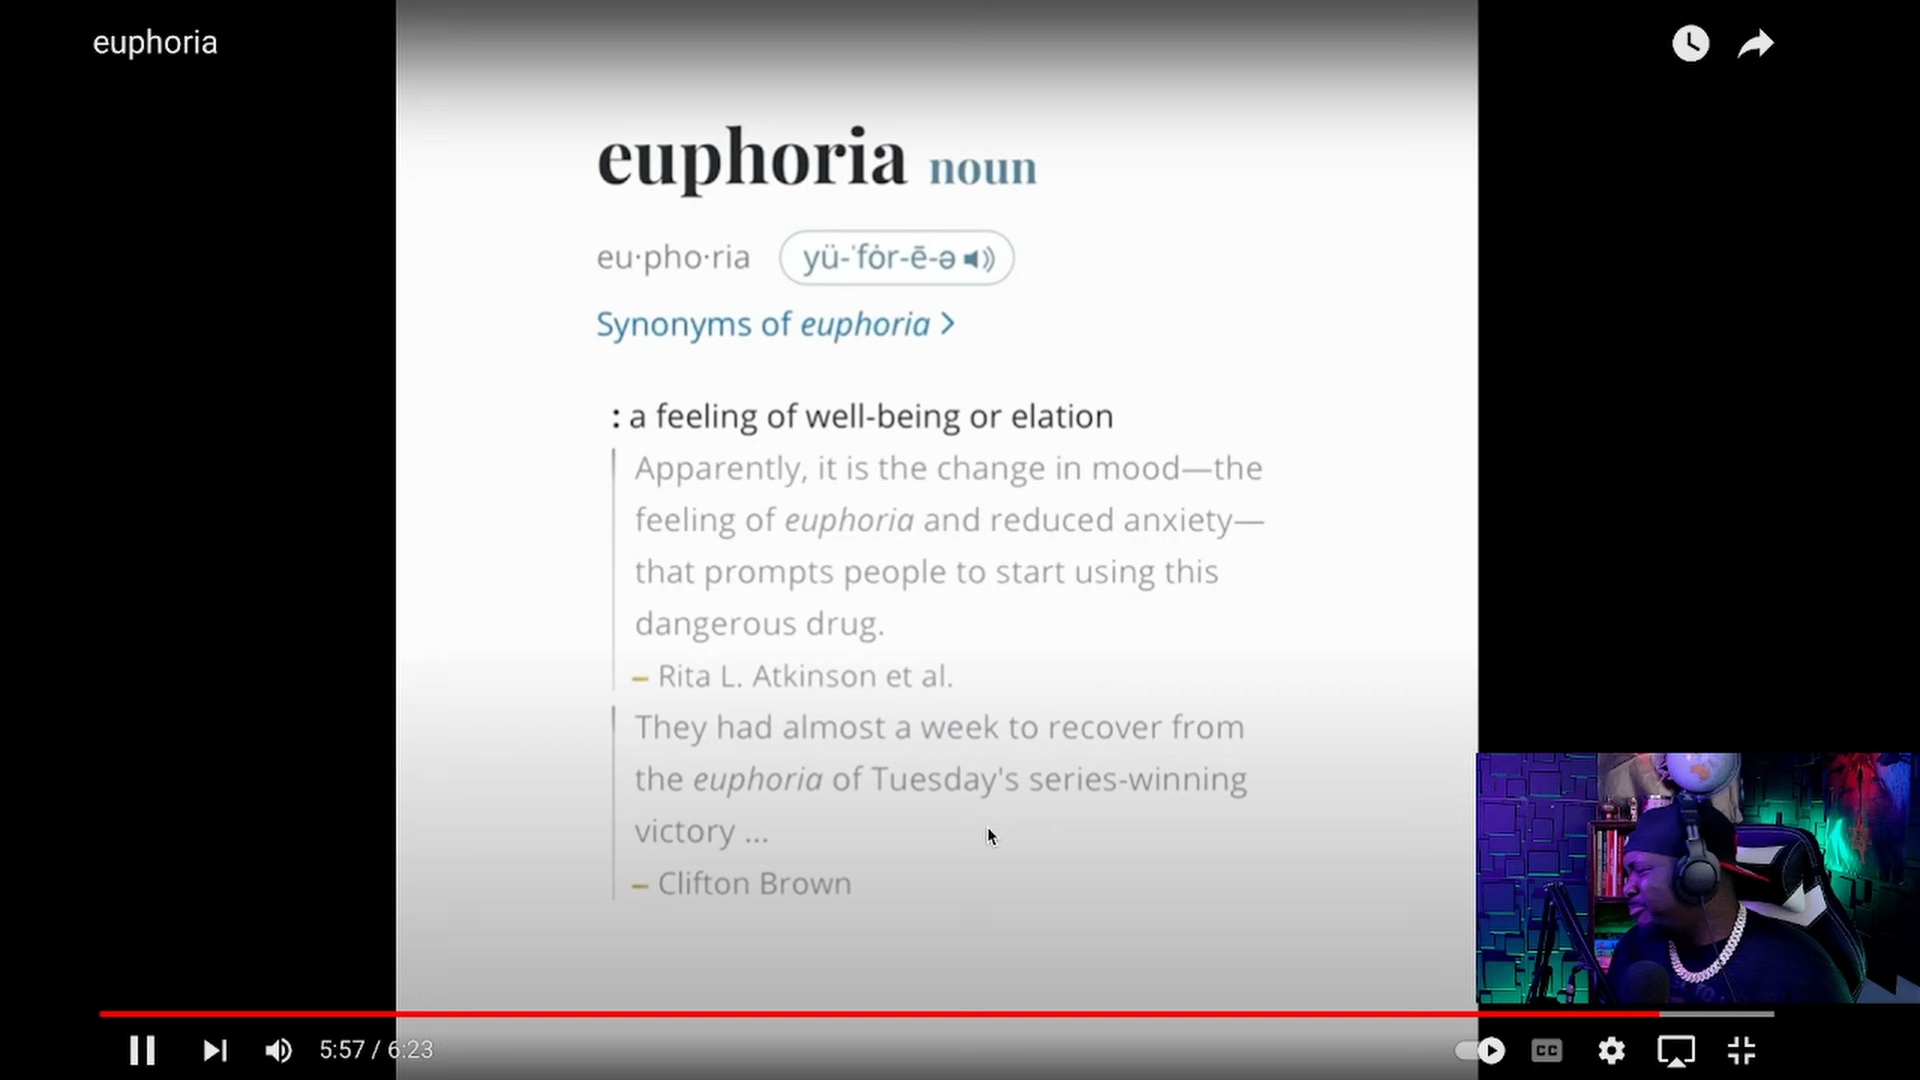 euphoria
euphoria noun
eu·pho·ria yü-ˈfȯr-ē-ə
Synonyms of euphoria >
: a feeling of well-being or elation
Apparently, it is the change in mood—the
feeling of euphoria and reduced anxiety—
that prompts people to start using this
dangerous drug.
– Rita L. Atkinson et al.
They had almost a week to recover from
the euphoria of Tuesday's series-winning
victory ...
– Clifton Brown
5:57 / 6:23
CC